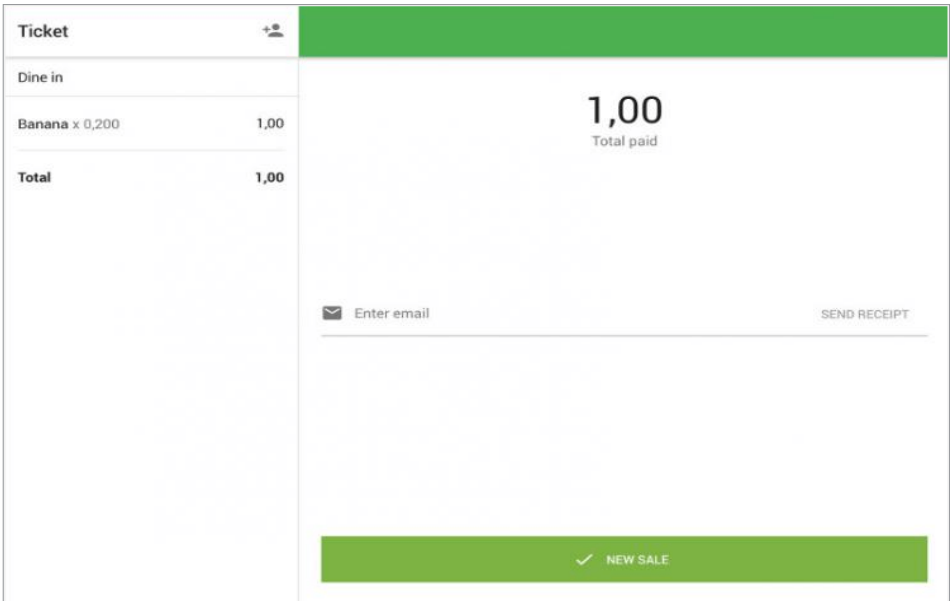 Ticket
Dine in
Banana x 0,200 1,00
Total 1,00
1,00
Total paid
Enter email SEND RECEIPT
NEW SALE